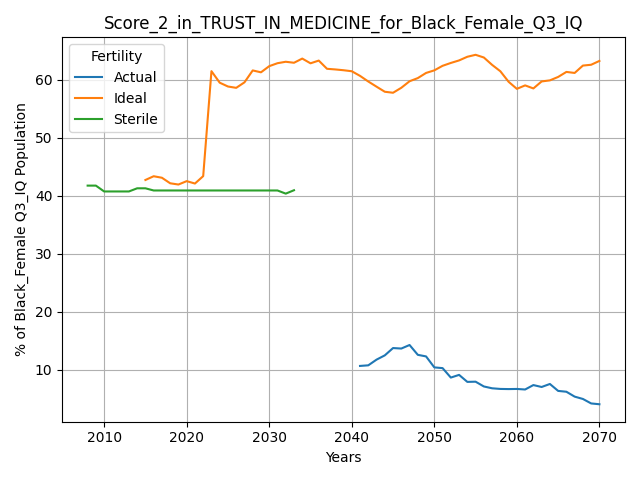 Score_2_in_TRUST_IN_MEDICINE_for_Black_Female_Q3_IQ
Fertility
Actual
Ideal
Sterile
% of Black_Female Q3_IQ Population
60
50
40
30
20
10
2010 2020 2030 2040 2050 2060 2070
Years